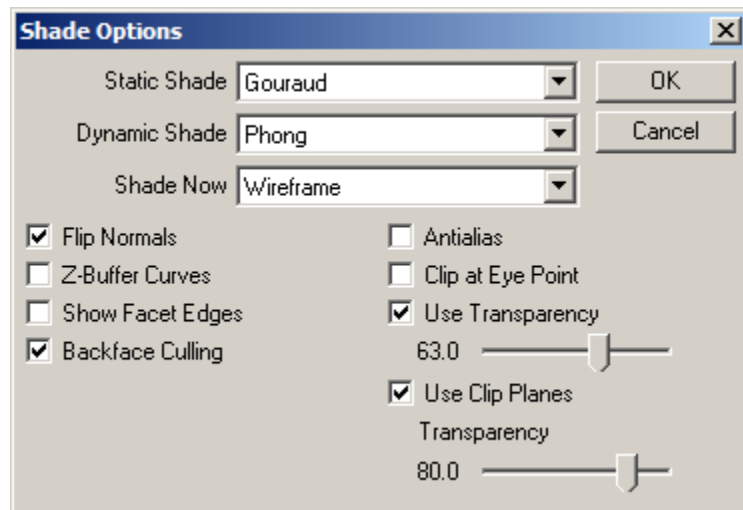 Shade Options
Static Shade Gouraud OK
Dynamic Shade Phong Cancel
Shade Now Wireframe
Flip Normals Antialias
Z-Buffer Curves Clip at Eye Point
Show Facet Edges Use Transparency
Backface Culling 63.0
Use Clip Planes
Transparency
80.0